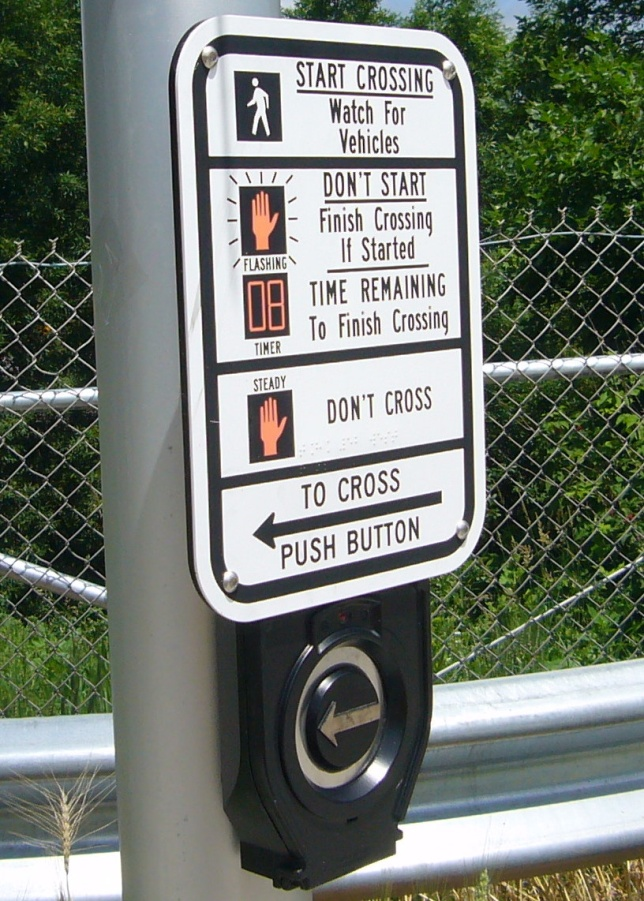 START CROSSING
Watch For
Vehicles
DON'T START
Finish Crossing
If Started
FLASHING
08
TIME REMAINING
To Finish Crossing
TIMER
STEADY
DON'T CROSS
TO CROSS
PUSH BUTTON